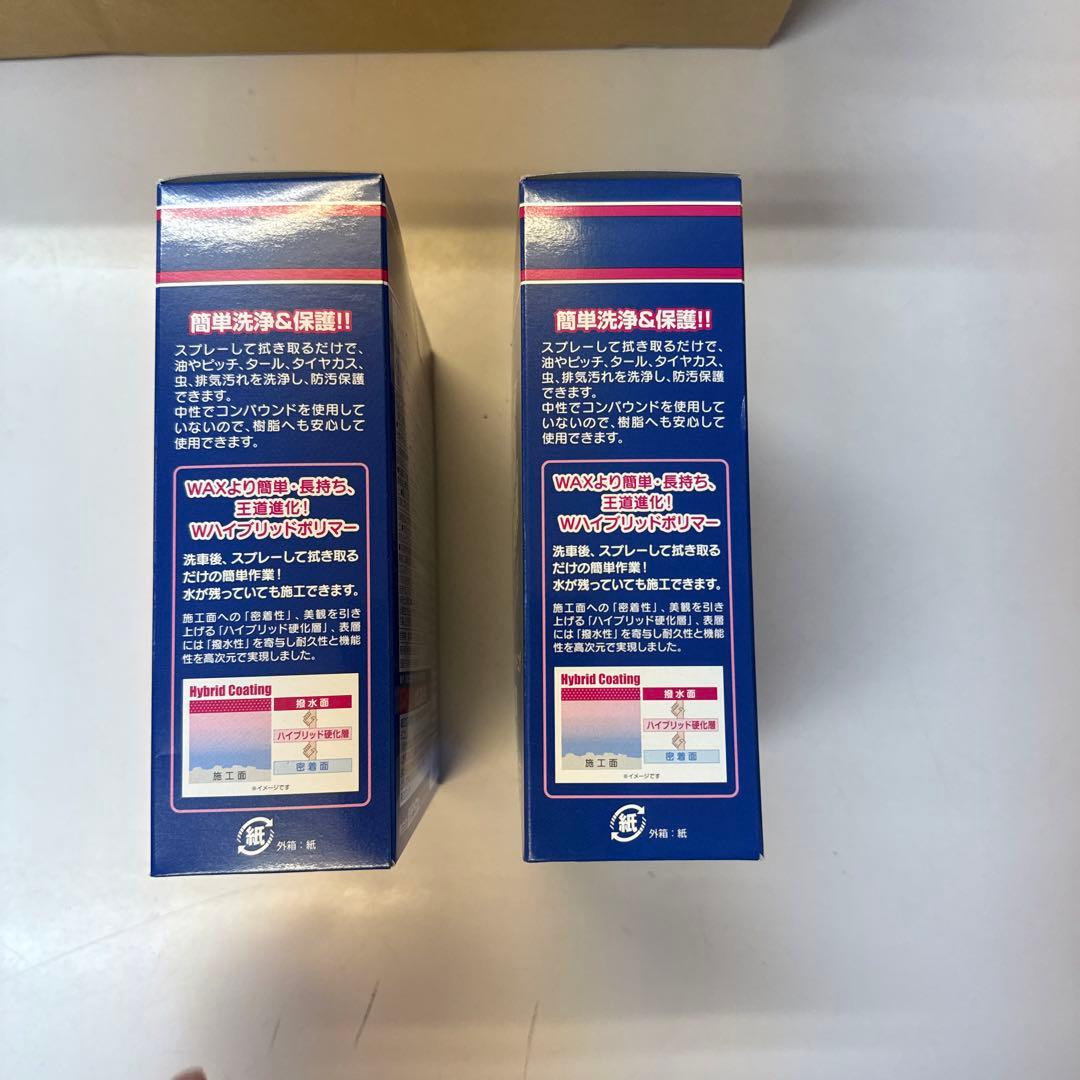 簡単洗浄&保護!!
スプレーして拭き取るだけで、
油やピッチ、タール、タイヤカス、
虫、排気汚れを洗浄し、防汚保護
できます。
中性でコンパウンドを使用して
いないので、樹脂へも安心して
使用できます。
WAXより簡単・長持ち、
王道進化!
Wハイブリッドポリマー
洗車後、スプレーして拭き取る
だけの簡単作業!
水が残っていても施工できます。
施工面への「密着性」、美観を引き
上げる「ハイブリッド硬化層」、表層
には「撥水性」を寄与し耐久性と機能
性を高次元で実現しました。
Hybrid Coating
撥水面
ハイブリッド硬化層
密着面
施工面
※イメージです
紙
外箱:紙
簡単洗浄&保護!!
スプレーして拭き取るだけで、
油やピッチ、タール、タイヤカス、
虫、排気汚れを洗浄し、防汚保護
できます。
中性でコンパウンドを使用して
いないので、樹脂へも安心して
使用できます。
WAXより簡単・長持ち、
王道進化!
Wハイブリッドポリマー
洗車後、スプレーして拭き取る
だけの簡単作業!
水が残っていても施工できます。
施工面への「密着性」、美観を引き
上げる「ハイブリッド硬化層」、表層
には「撥水性」を寄与し耐久性と機能
性を高次元で実現しました。
Hybrid Coating
撥水面
ハイブリッド硬化層
密着面
施工面
※イメージです
紙
外箱:紙